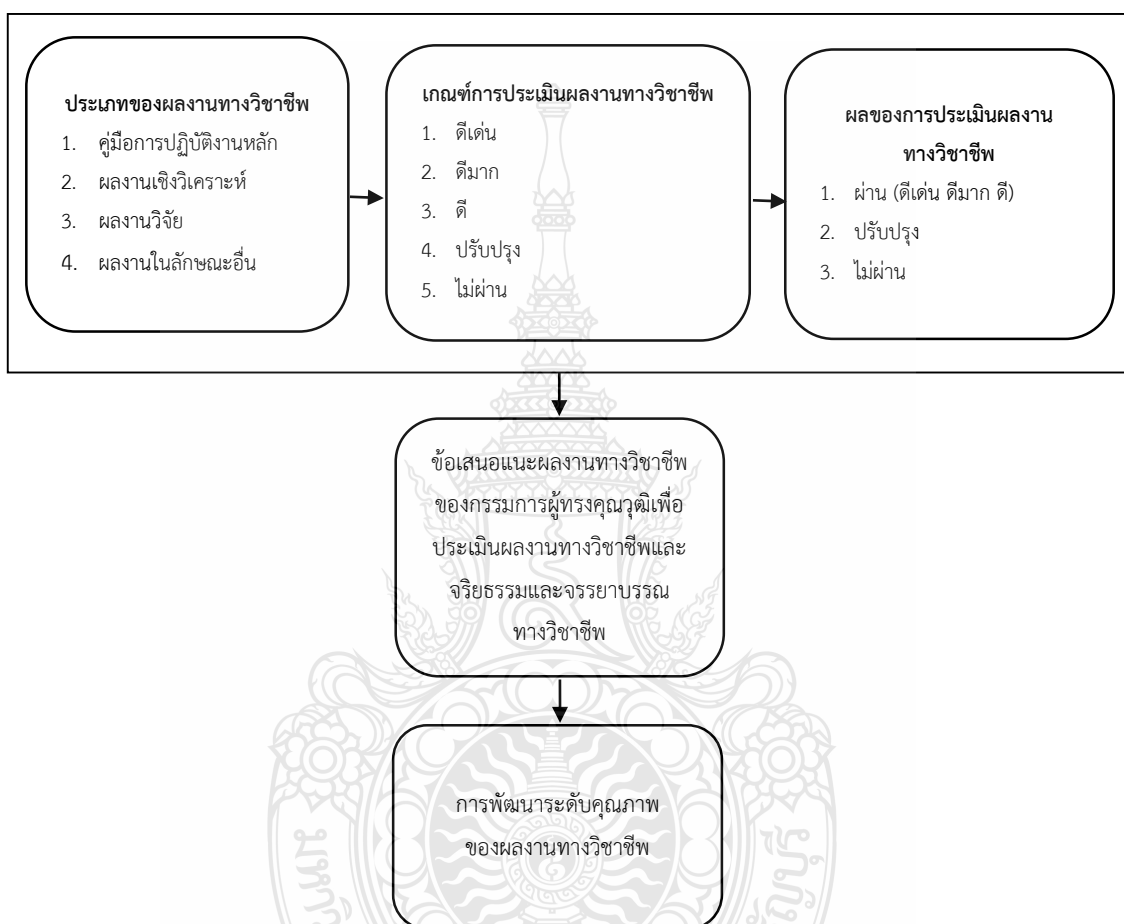 ประเภทของผลงานทางวิชาชีพ
1. คู่มือการปฏิบัติงานหลัก
2. ผลงานเชิงวิเคราะห์
3. ผลงานวิจัย
4. ผลงานในลักษณะอื่น
เกณฑ์การประเมินผลงานทางวิชาชีพ
1. ดีเด่น
2. ดีมาก
3. ดี
4. ปรับปรุง
5. ไม่ผ่าน
ผลของการประเมินผลงาน
ทางวิชาชีพ
1. ผ่าน (ดีเด่น ดีมาก ดี)
2. ปรับปรุง
3. ไม่ผ่าน
ข้อเสนอแนะผลงานทางวิชาชีพ
ของกรรมการผู้ทรงคุณวุฒิเพื่อ
ประเมินผลงานทางวิชาชีพและ
จริยธรรมและจรรยาบรรณ
ทางวิชาชีพ
การพัฒนาระดับคุณภาพ
ของผลงานทางวิชาชีพ